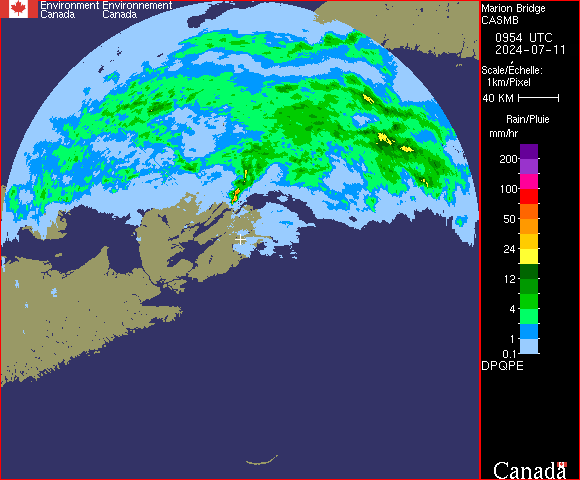 Environment Environnement
Canada Canada
Marion Bridge
CASMB
0954 UTC
2024-07-11
Scale/Échelle:
1km/Pixel
40 KM
Rain/Pluie
mm/hr
200
100
50
24
12
4
1
0.1
DPQPE
Canada